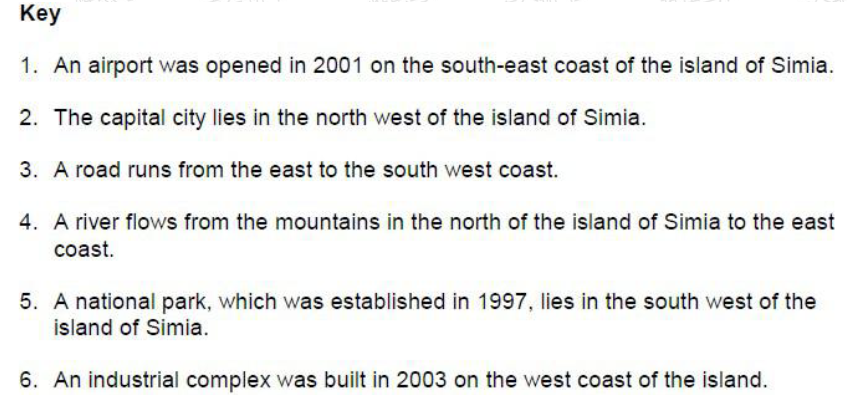 Key
1. An airport was opened in 2001 on the south-east coast of the island of Simia.
2. The capital city lies in the north west of the island of Simia.
3. A road runs from the east to the south west coast.
4. A river flows from the mountains in the north of the island of Simia to the east
coast.
5. A national park, which was established in 1997, lies in the south west of the
island of Simia.
6. An industrial complex was built in 2003 on the west coast of the island.